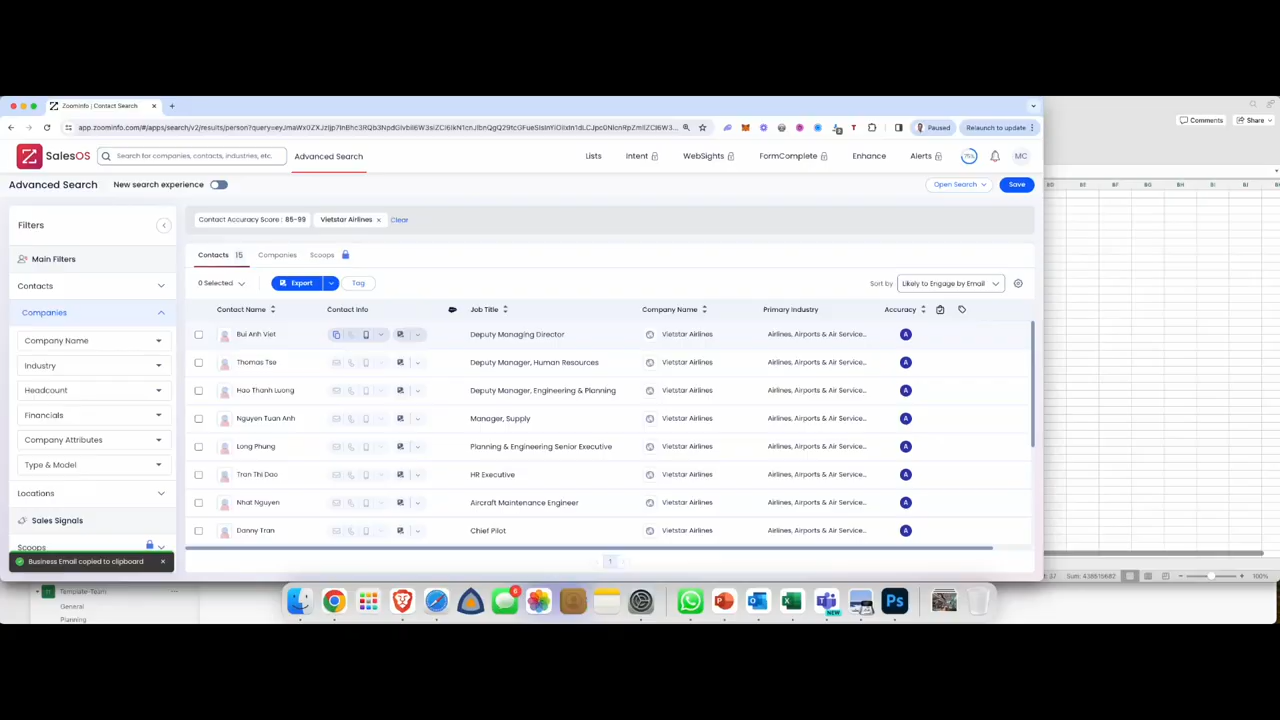 Zoominfo | Contact Search
Paused
Relaunch to update
Comments
Share
SalesOS
Search for companies, contacts, industries, etc.
Advanced Search
Lists
Intent
WebSights
FormComplete
Enhance
Alerts
75%
MC
Advanced Search
New search experience
Open Search
Save
Filters
Contact Accuracy Score : 85-99
Vietstar Airlines
Clear
Main Filters
Contacts 15
Companies
Scoops
Contacts
0 Selected
Export
Tag
Sort by
Likely to Engage by Email
Companies
Contact Name
Contact Info
Job Title
Company Name
Primary Industry
Accuracy
Company Name
Industry
Headcount
Financials
Company Attributes
Type & Model
Locations
Sales Signals
Scoops
Bui Anh Viet Deputy Managing Director Vietstar Airlines Airlines, Airports & Air Service... A
Thomas Tse Deputy Manager, Human Resources Vietstar Airlines Airlines, Airports & Air Service... A
Hao Thanh Luong Deputy Manager, Engineering & Planning Vietstar Airlines Airlines, Airports & Air Service... A
Nguyen Tuan Anh Manager, Supply Vietstar Airlines Airlines, Airports & Air Service... A
Long Phung Planning & Engineering Senior Executive Vietstar Airlines Airlines, Airports & Air Service... A
Tran Thi Dao HR Executive Vietstar Airlines Airlines, Airports & Air Service... A
Nhat Nguyen Aircraft Maintenance Engineer Vietstar Airlines Airlines, Airports & Air Service... A
Danny Tran Chief Pilot Vietstar Airlines Airlines, Airports & Air Service... A
Business Email copied to clipboard
1
37 Sum: 438615682
100%
Template-Team
General
Planning
NEW